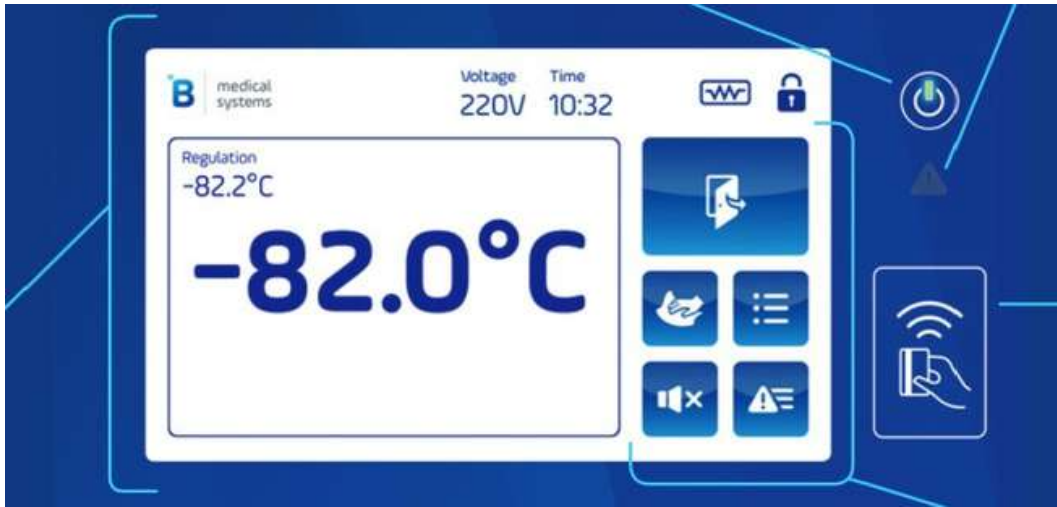 B medical
systems
Voltage Time
220V 10:32
Regulation
-82.2°C
-82.0°C